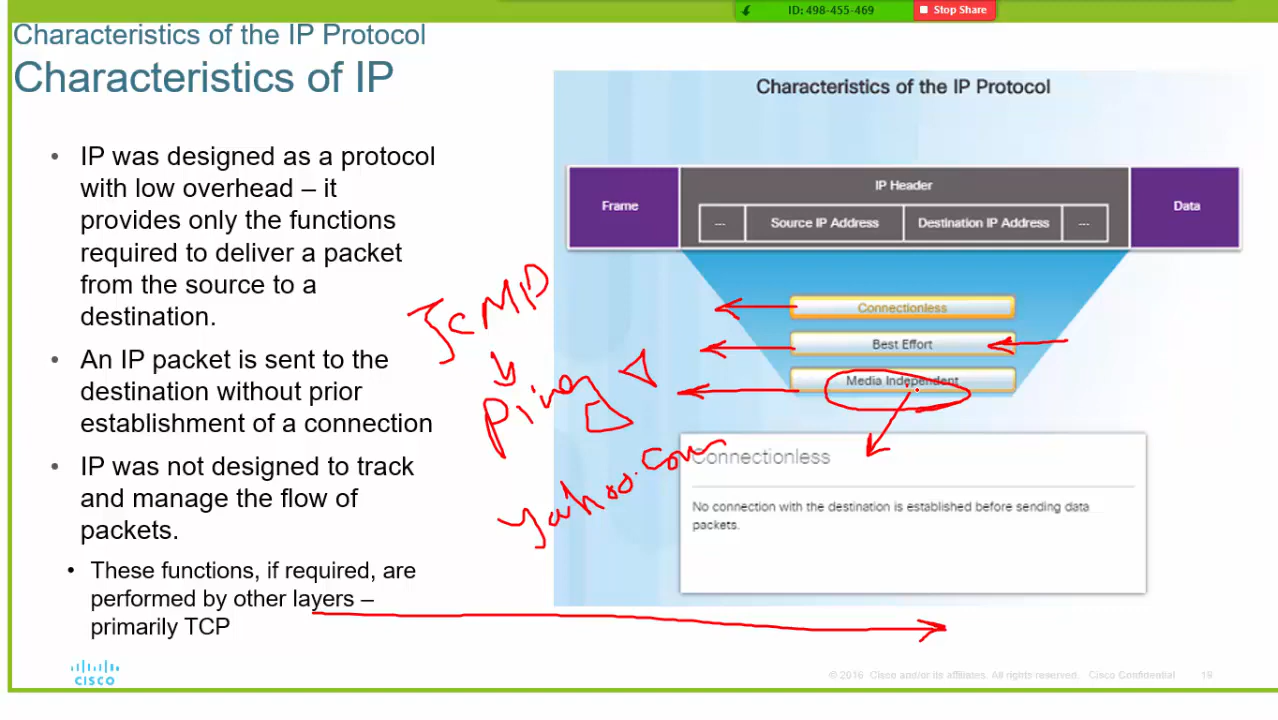 ID: 498-455-469
Stop Share
Characteristics of the IP Protocol
Characteristics of IP
• IP was designed as a protocol
with low overhead – it
provides only the functions
required to deliver a packet
from the source to a
destination.
• An IP packet is sent to the
destination without prior
establishment of a connection
• IP was not designed to track
and manage the flow of
packets.
• These functions, if required, are
performed by other layers –
primarily TCP
Characteristics of the IP Protocol
Frame
IP Header
---
Source IP Address
Destination IP Address
---
Data
Connectionless
Best Effort
Media Independent
ICMP
Ping
Yahoo.com
Connectionless
No connection with the destination is established before sending data
packets.
CISCO
© 2016 Cisco and/or its affiliates. All rights reserved. Cisco Confidential
19